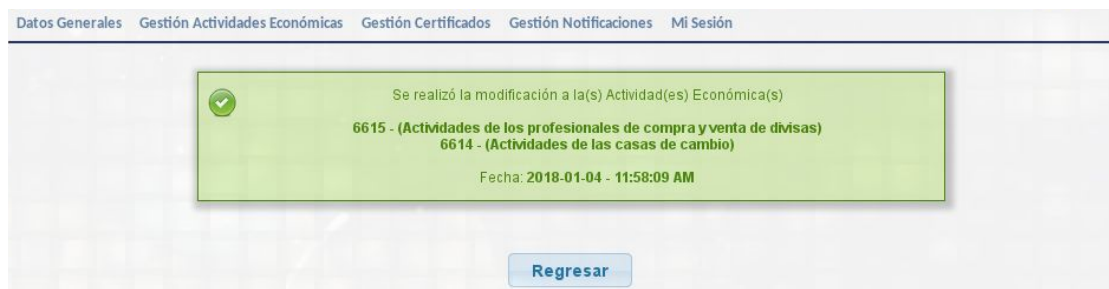 Datos Generales Gestión Actividades Económicas Gestión Certificados Gestión Notificaciones Mi Sesión
Se realizó la modificación a la(s) Actividad(es) Económica(s)
6615 - (Actividades de los profesionales de compra y venta de divisas)
6614 - (Actividades de las casas de cambio)
Fecha: 2018-01-04 - 11:58:09 AM
Regresar